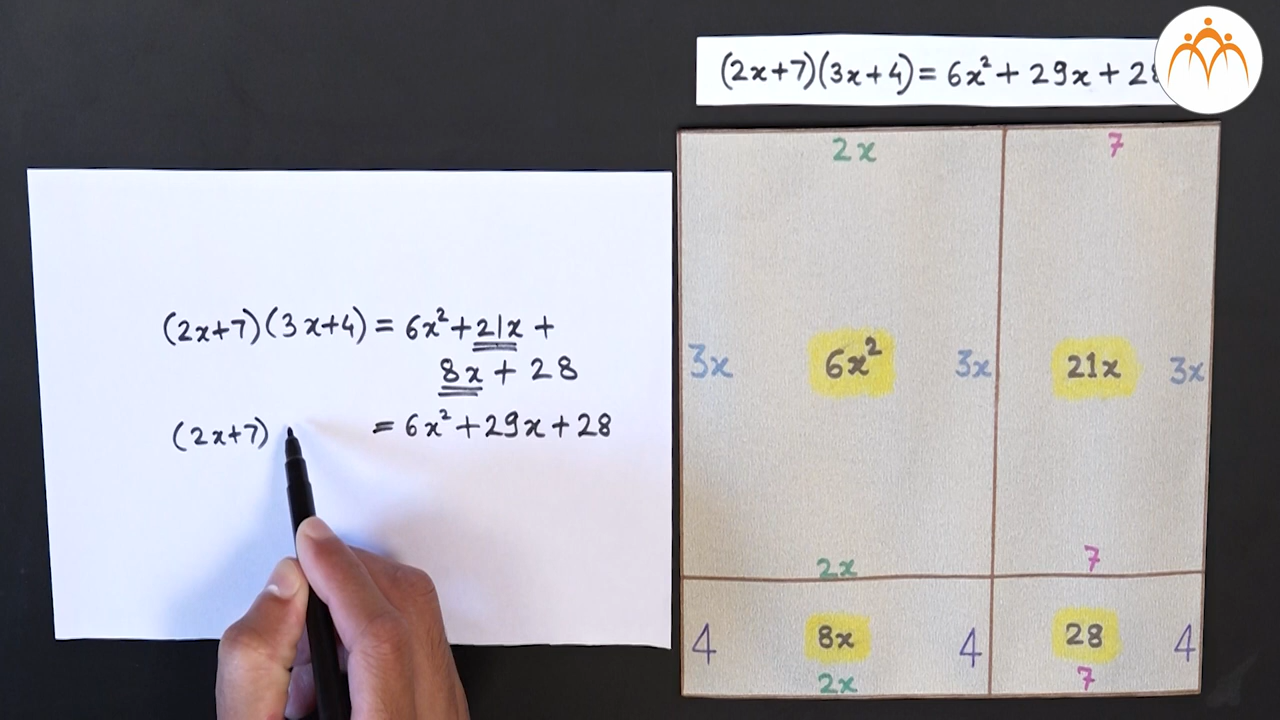 (2x+7)(3x+4) = 6x² + 29x + 28
(2x+7)(3x+4) = 6x² + 21x +
8x + 28
(2x+7) = 6x² + 29x + 28
2x 7
3x 6x² 3x 21x 3x
2x 7
4 8x 4 28 4
2x 7